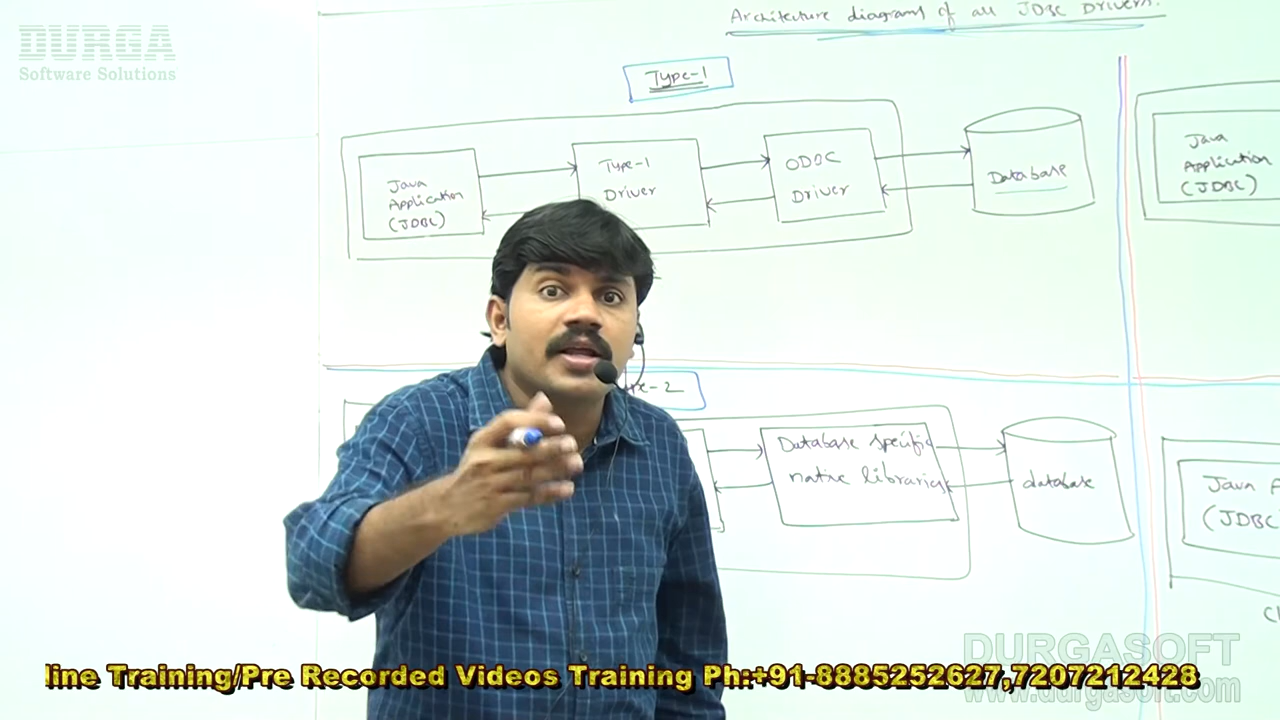 DURGA
Software Solutions
Architecture diagrams of all JDBC Drivers.
Type-1
Java
Application
(JDBC)
Type-1
Driver
ODBC
Driver
Database
Java
Application
(JDBC)
-2
Database specific
native libraries
database
Java
(JDBC
DURGASOFT
www.durgasoft.com
line Training/Pre Recorded Videos Training Ph:+91-8885252627,7207212428